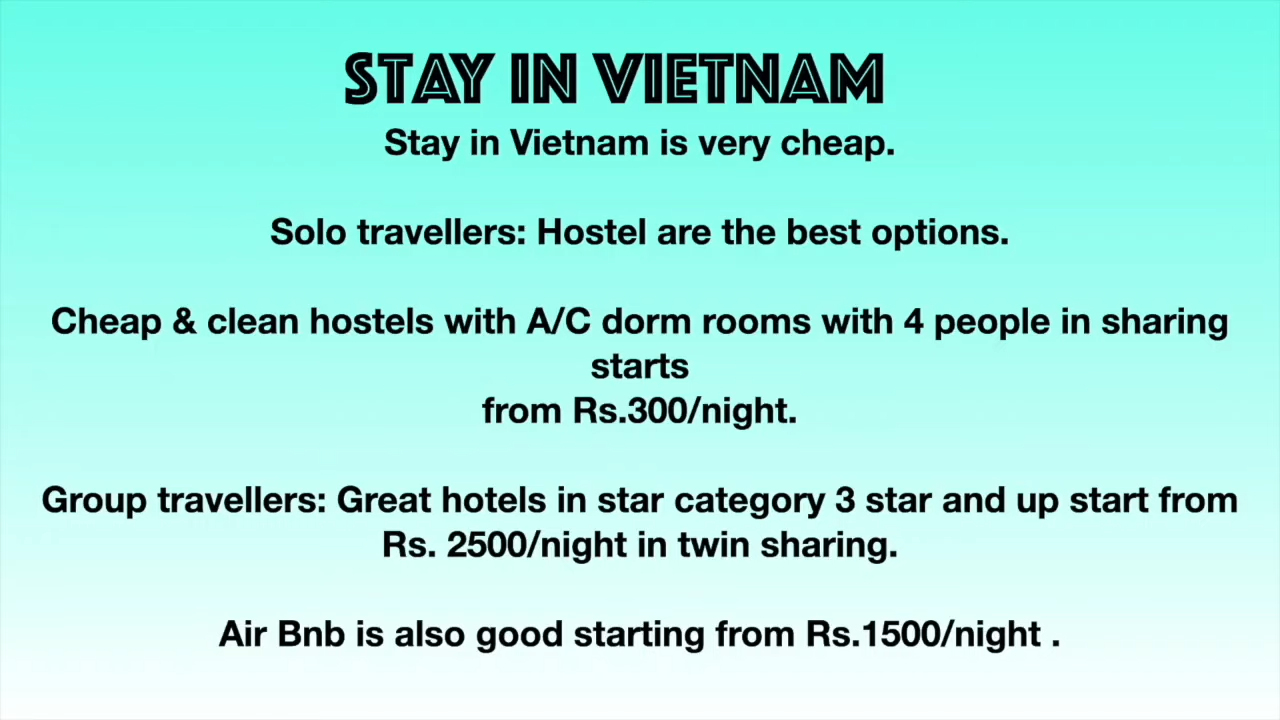 STAY IN VIETNAM
Stay in Vietnam is very cheap.
Solo travellers: Hostel are the best options.
Cheap & clean hostels with A/C dorm rooms with 4 people in sharing
starts
from Rs.300/night.
Group travellers: Great hotels in star category 3 star and up start from
Rs. 2500/night in twin sharing.
Air Bnb is also good starting from Rs.1500/night .